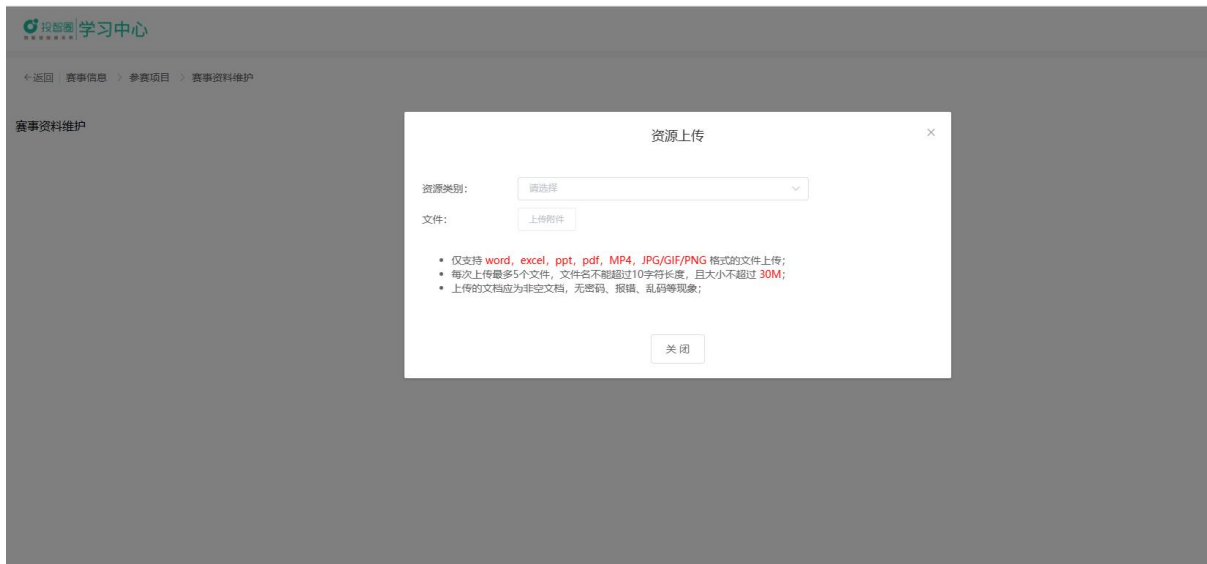 投智圈 学习中心
←返回 赛事信息 > 参赛项目 > 赛事资料维护
赛事资料维护
资源上传
资源类别：
请选择
文件：
上传附件
• 仅支持 word，excel，ppt，pdf，MP4，JPG/GIF/PNG 格式的文件上传；
• 每次上传最多5个文件，文件名不能超过10字符长度，且大小不超过 30M；
• 上传的文档应为非空文档，无密码、报错、乱码等现象；
关 闭